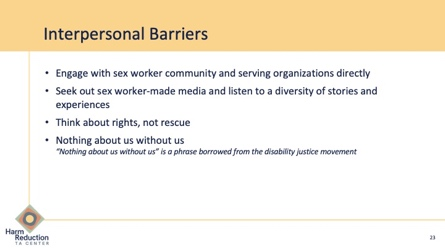 Interpersonal Barriers
• Engage with sex worker community and serving organizations directly
• Seek out sex worker-made media and listen to a diversity of stories and
experiences
• Think about rights, not rescue
• Nothing about us without us
"Nothing about us without us" is a phrase borrowed from the disability justice movement
Harm
Reduction
TA CENTER
23